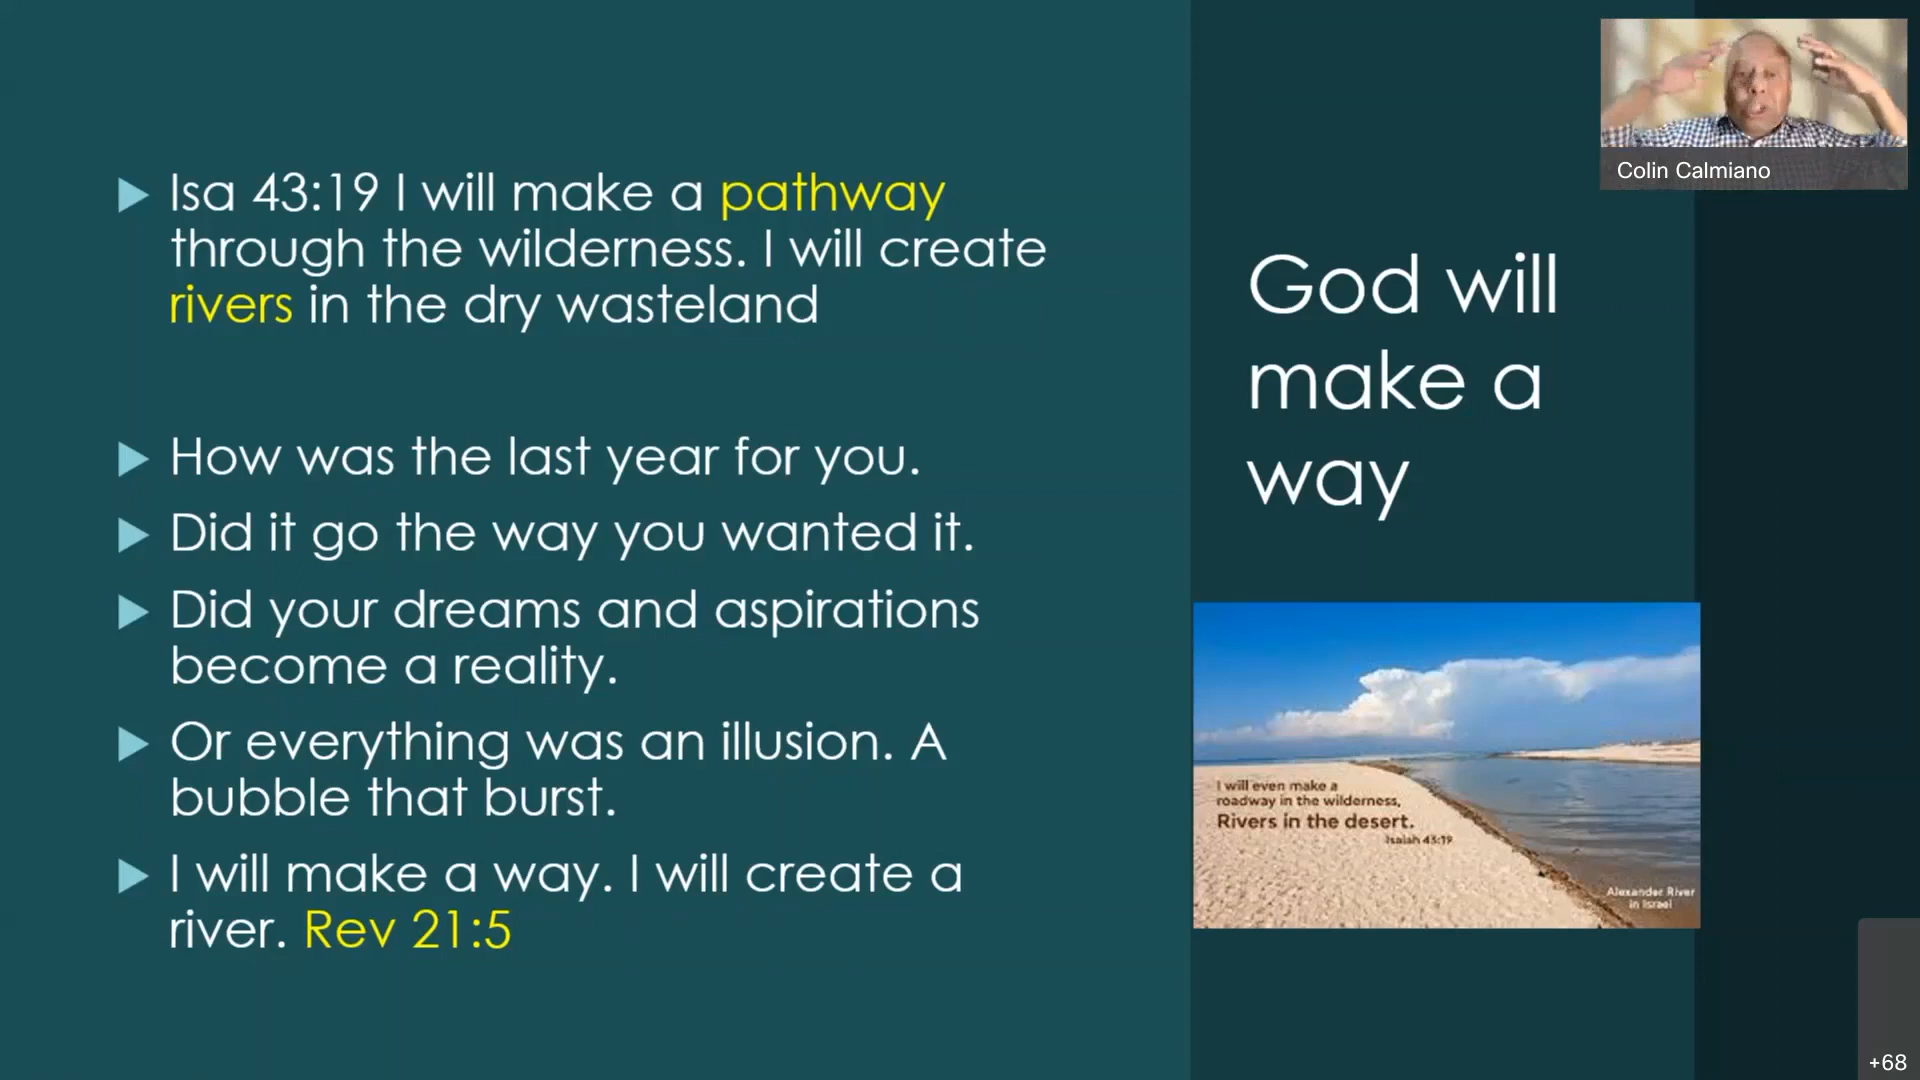 Isa 43:19 I will make a pathway
through the wilderness. I will create
rivers in the dry wasteland
How was the last year for you.
Did it go the way you wanted it.
Did your dreams and aspirations
become a reality.
Or everything was an illusion. A
bubble that burst.
I will make a way. I will create a
river. Rev 21:5
God will
make a
way
I will even make a
roadway in the wilderness,
Rivers in the desert.
Isaiah 43:19
Alexander River
in Israel
Colin Calmiano
+68